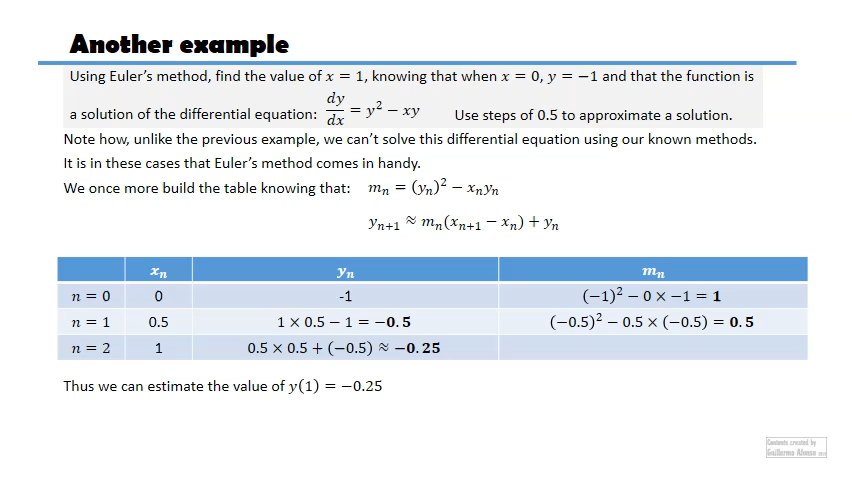 Another example
Using Euler's method, find the value of x = 1, knowing that when x = 0, y = −1 and that the function is
a solution of the differential equation: dy/dx = y² − xy Use steps of 0.5 to approximate a solution.
Note how, unlike the previous example, we can't solve this differential equation using our known methods.
It is in these cases that Euler's method comes in handy.
We once more build the table knowing that: mₙ = (yₙ)² − xₙyₙ
yₙ₊₁ ≈ mₙ(xₙ₊₁ − xₙ) + yₙ
xₙ yₙ mₙ
n = 0 0 -1 (−1)² − 0 × −1 = 1
n = 1 0.5 1 × 0.5 − 1 = −0.5 (−0.5)² − 0.5 × (−0.5) = 0.5
n = 2 1 0.5 × 0.5 + (−0.5) ≈ −0.25
Thus we can estimate the value of y(1) = −0.25
Contents created by
Guillermo Alonso